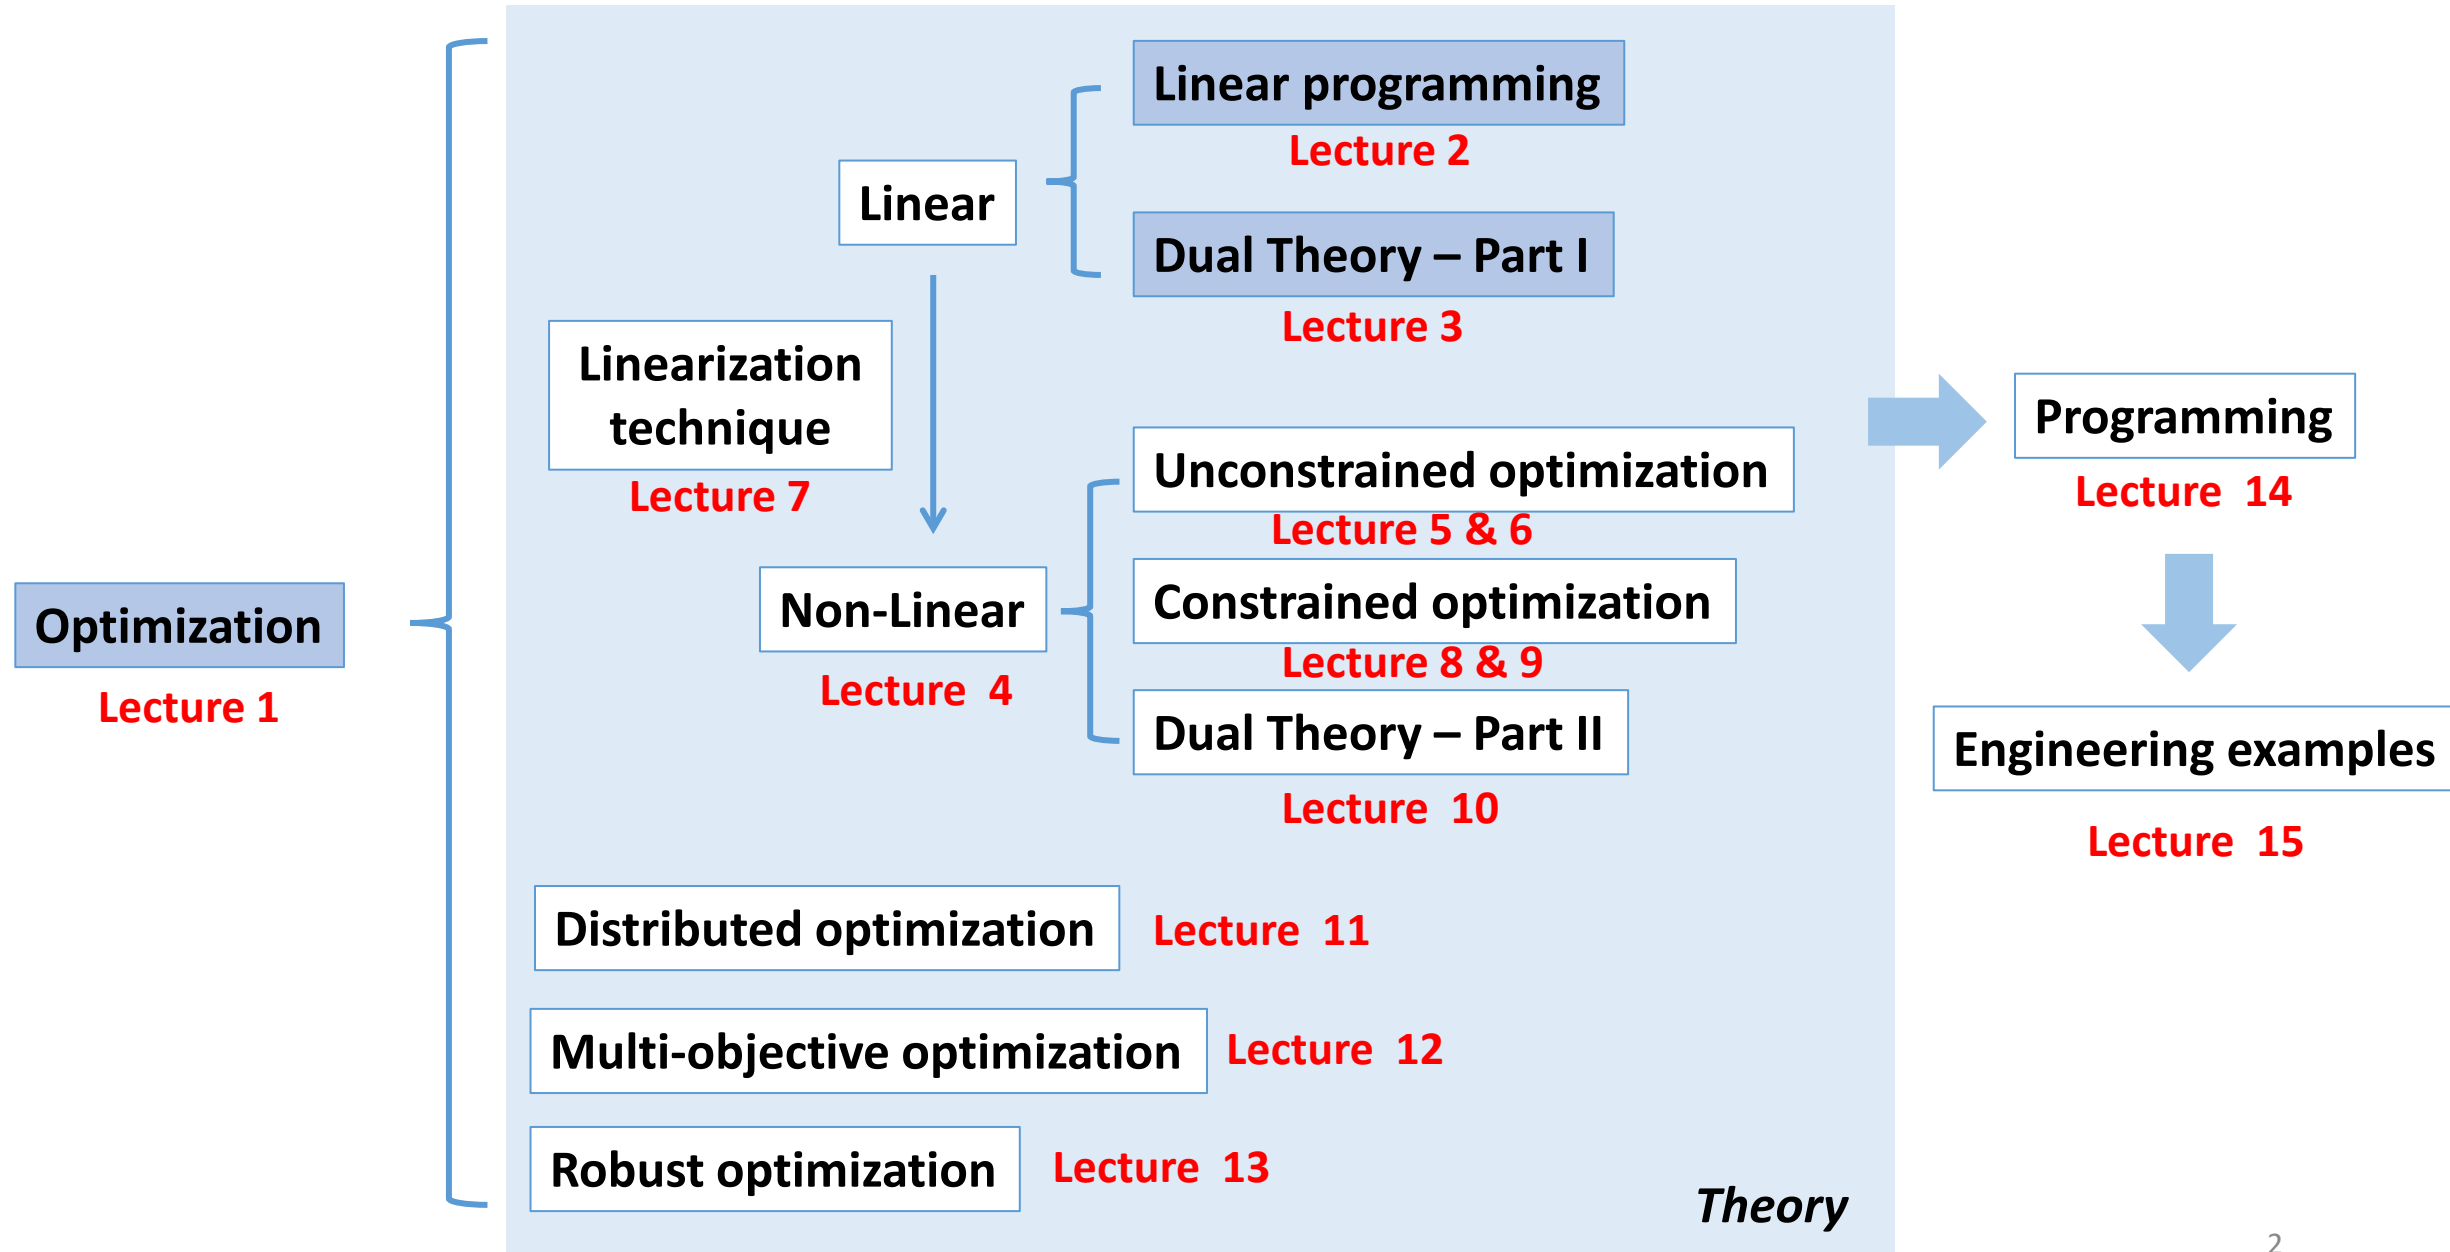 Optimization
Lecture 1
Linear
Linear programming
Lecture 2
Dual Theory – Part I
Lecture 3
Linearization
technique
Lecture 7
Non-Linear
Lecture  4
Unconstrained optimization
Lecture 5 & 6
Constrained optimization
Lecture 8 & 9
Dual Theory – Part II
Lecture  10
Distributed optimization
Lecture  11
Multi-objective optimization
Lecture  12
Robust optimization
Lecture  13
Theory
Programming
Lecture  14
Engineering examples
Lecture  15
2